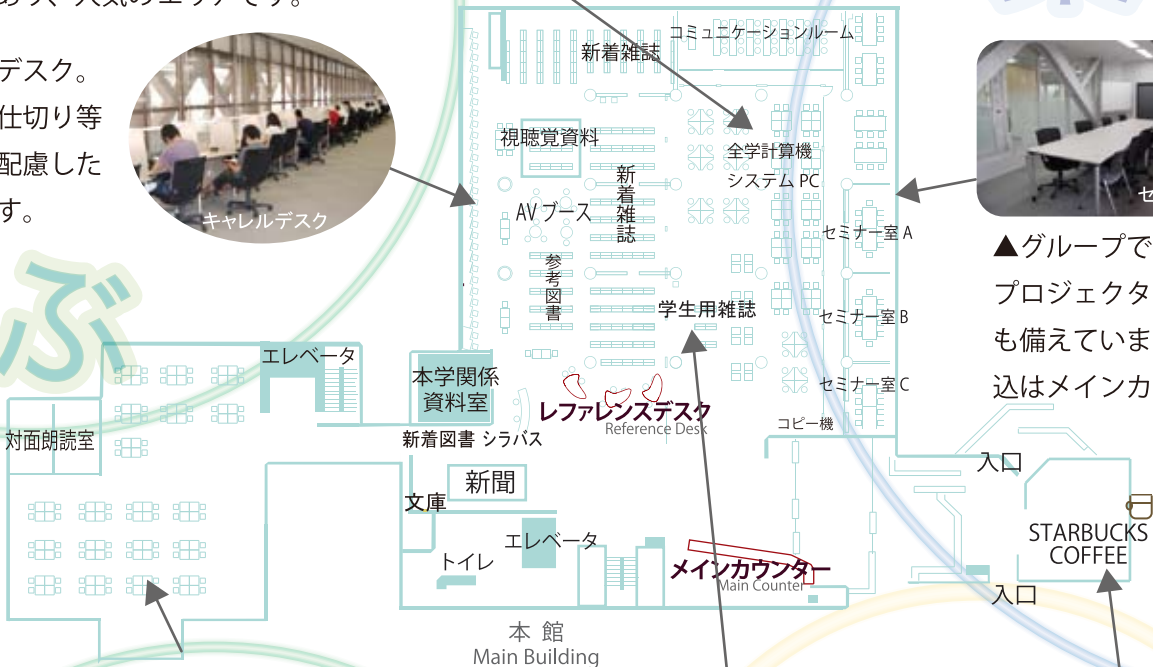 人気のエリアです。
デスク。
仕切り等
配慮した
す。
キャレルデスク
ぶ
コミュニケーションルーム
新着雑誌
視聴覚資料
全学計算機
システム PC
新着雑誌
AV ブース
セミナー室 A
参考図書
学生用雑誌
セミナー室 B
セミナー室 C
▲グループで
プロジェクタ
も備えていま
込はメインカ
エレベータ
本学関係
資料室
レファレンスデスク
Reference Desk
コピー機
対面朗読室
新着図書 シラバス
新聞
文庫
入口
エレベータ
トイレ
メインカウンター
Main Counter
STARBUCKS
COFFEE
入口
本 館
Main Building